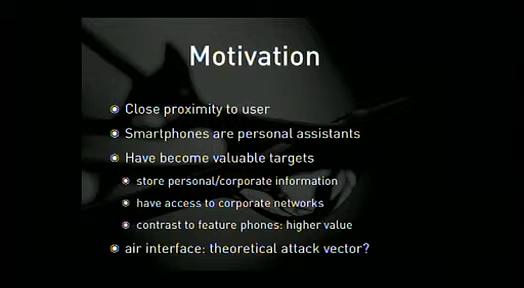 Motivation
Close proximity to user
Smartphones are personal assistants
Have become valuable targets
store personal/corporate information
have access to corporate networks
contrast to feature phones: higher value
air interface: theoretical attack vector?